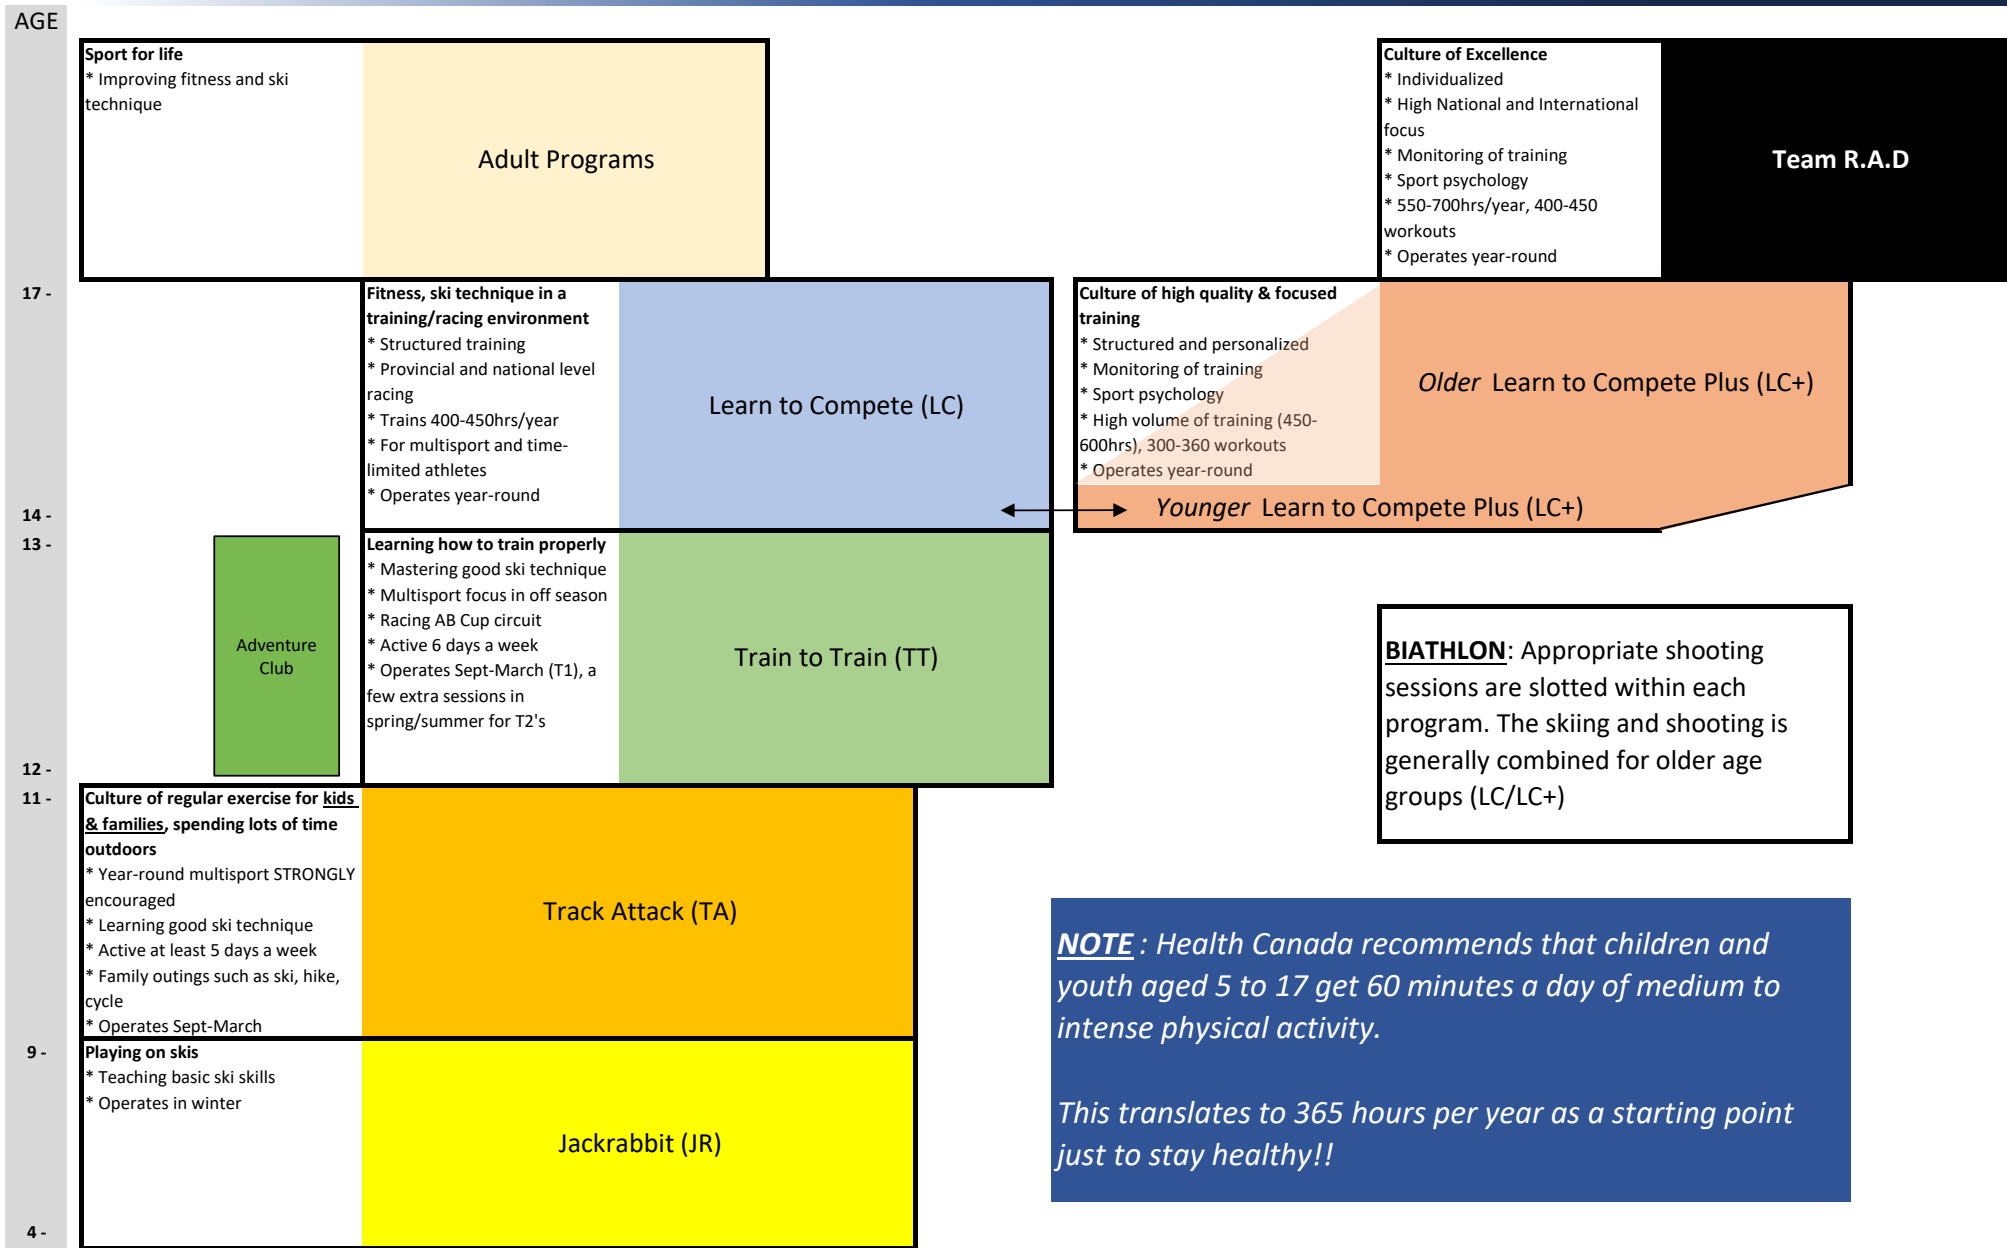 AGE
Sport for life
* Improving fitness and ski
technique
Adult Programs
Culture of Excellence
* Individualized
* High National and International
focus
* Monitoring of training
* Sport psychology
* 550-700hrs/year, 400-450
workouts
* Operates year-round
Team R.A.D
17 -
Fitness, ski technique in a
training/racing environment
* Structured training
* Provincial and national level
racing
* Trains 400-450hrs/year
* For multisport and time-
limited athletes
* Operates year-round
Learn to Compete (LC)
Culture of high quality & focused
training
* Structured and personalized
* Monitoring of training
* Sport psychology
* High volume of training (450-
600hrs), 300-360 workouts
* Operates year-round
Older Learn to Compete Plus (LC+)
Younger Learn to Compete Plus (LC+)
14 -
13 -
Adventure
Club
Learning how to train properly
* Mastering good ski technique
* Multisport focus in off season
* Racing AB Cup circuit
* Active 6 days a week
* Operates Sept-March (T1), a
few extra sessions in
spring/summer for T2's
Train to Train (TT)
BIATHLON: Appropriate shooting
sessions are slotted within each
program. The skiing and shooting is
generally combined for older age
groups (LC/LC+)
12 -
11 -
Culture of regular exercise for kids
& families, spending lots of time
outdoors
* Year-round multisport STRONGLY
encouraged
* Learning good ski technique
* Active at least 5 days a week
* Family outings such as ski, hike,
cycle
* Operates Sept-March
Track Attack (TA)
NOTE : Health Canada recommends that children and
youth aged 5 to 17 get 60 minutes a day of medium to
intense physical activity.
This translates to 365 hours per year as a starting point
just to stay healthy!!
9 -
Playing on skis
* Teaching basic ski skills
* Operates in winter
Jackrabbit (JR)
4 -